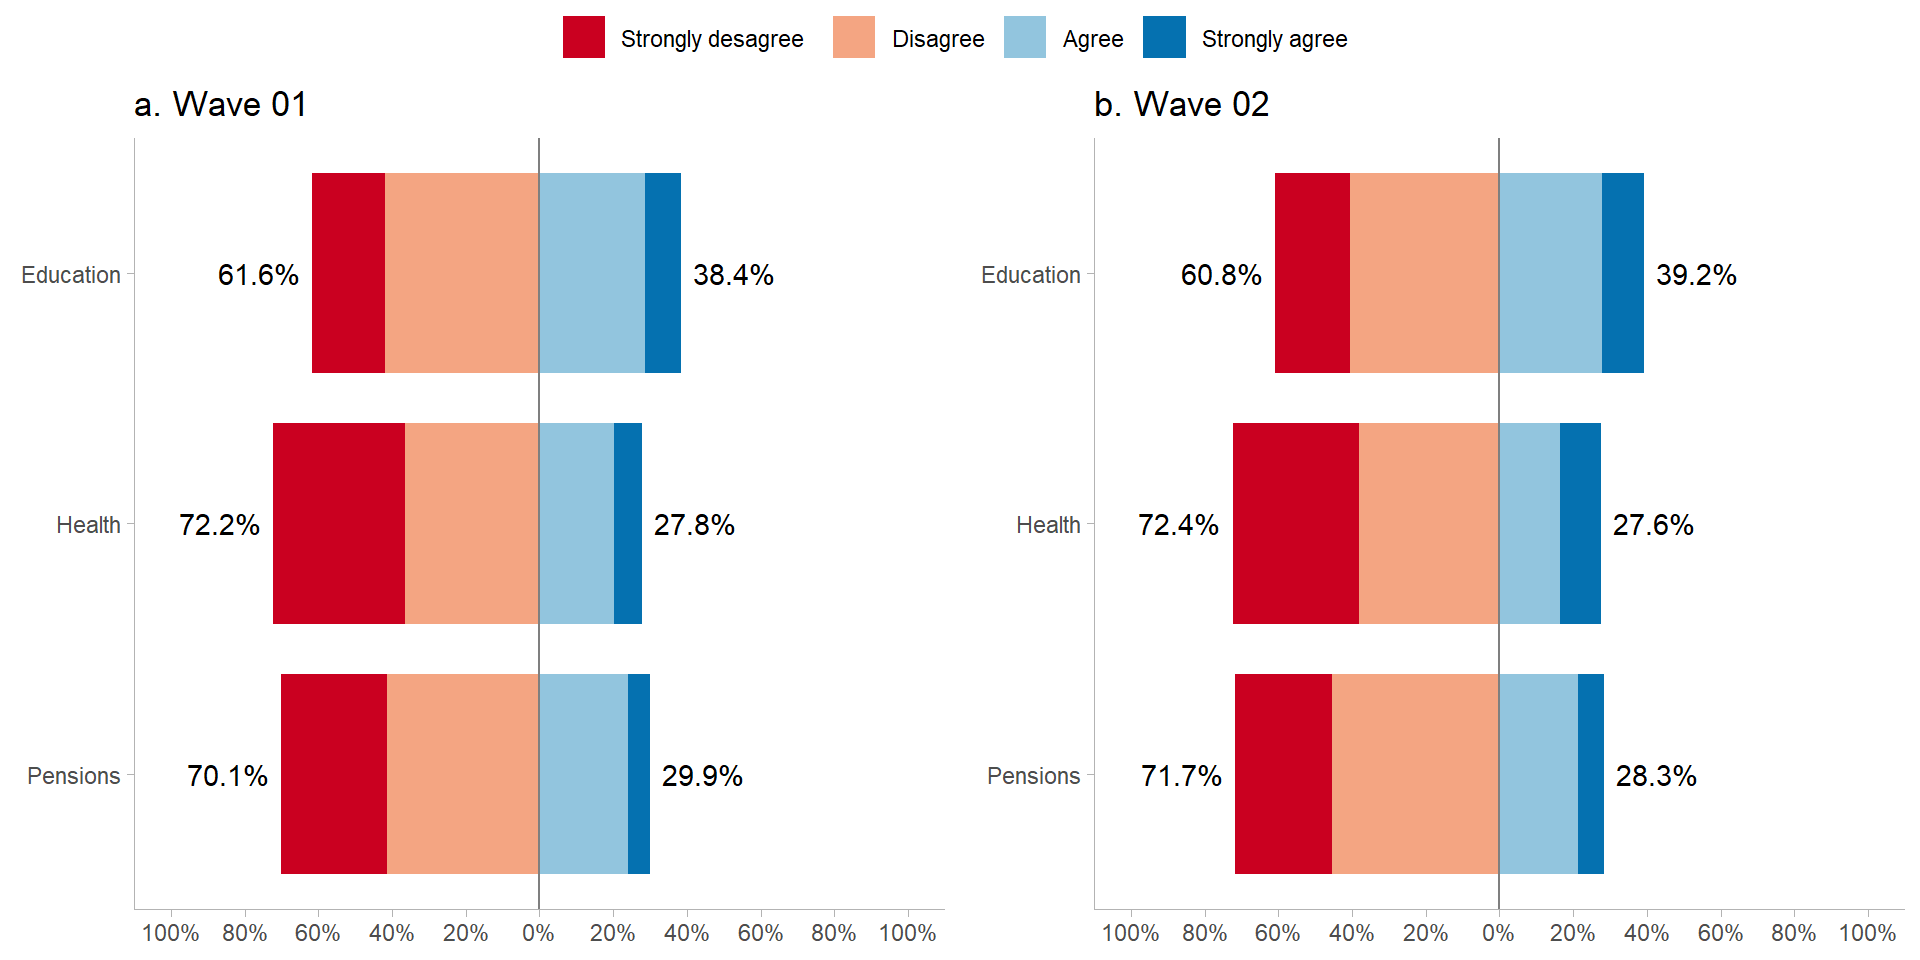 Strongly desagree Disagree Agree Strongly agree
a. Wave 01
Education 61.6% 38.4%
Health 72.2% 27.8%
Pensions 70.1% 29.9%
100% 80% 60% 40% 20% 0% 20% 40% 60% 80% 100%
b. Wave 02
Education 60.8% 39.2%
Health 72.4% 27.6%
Pensions 71.7% 28.3%
100% 80% 60% 40% 20% 0% 20% 40% 60% 80% 100%